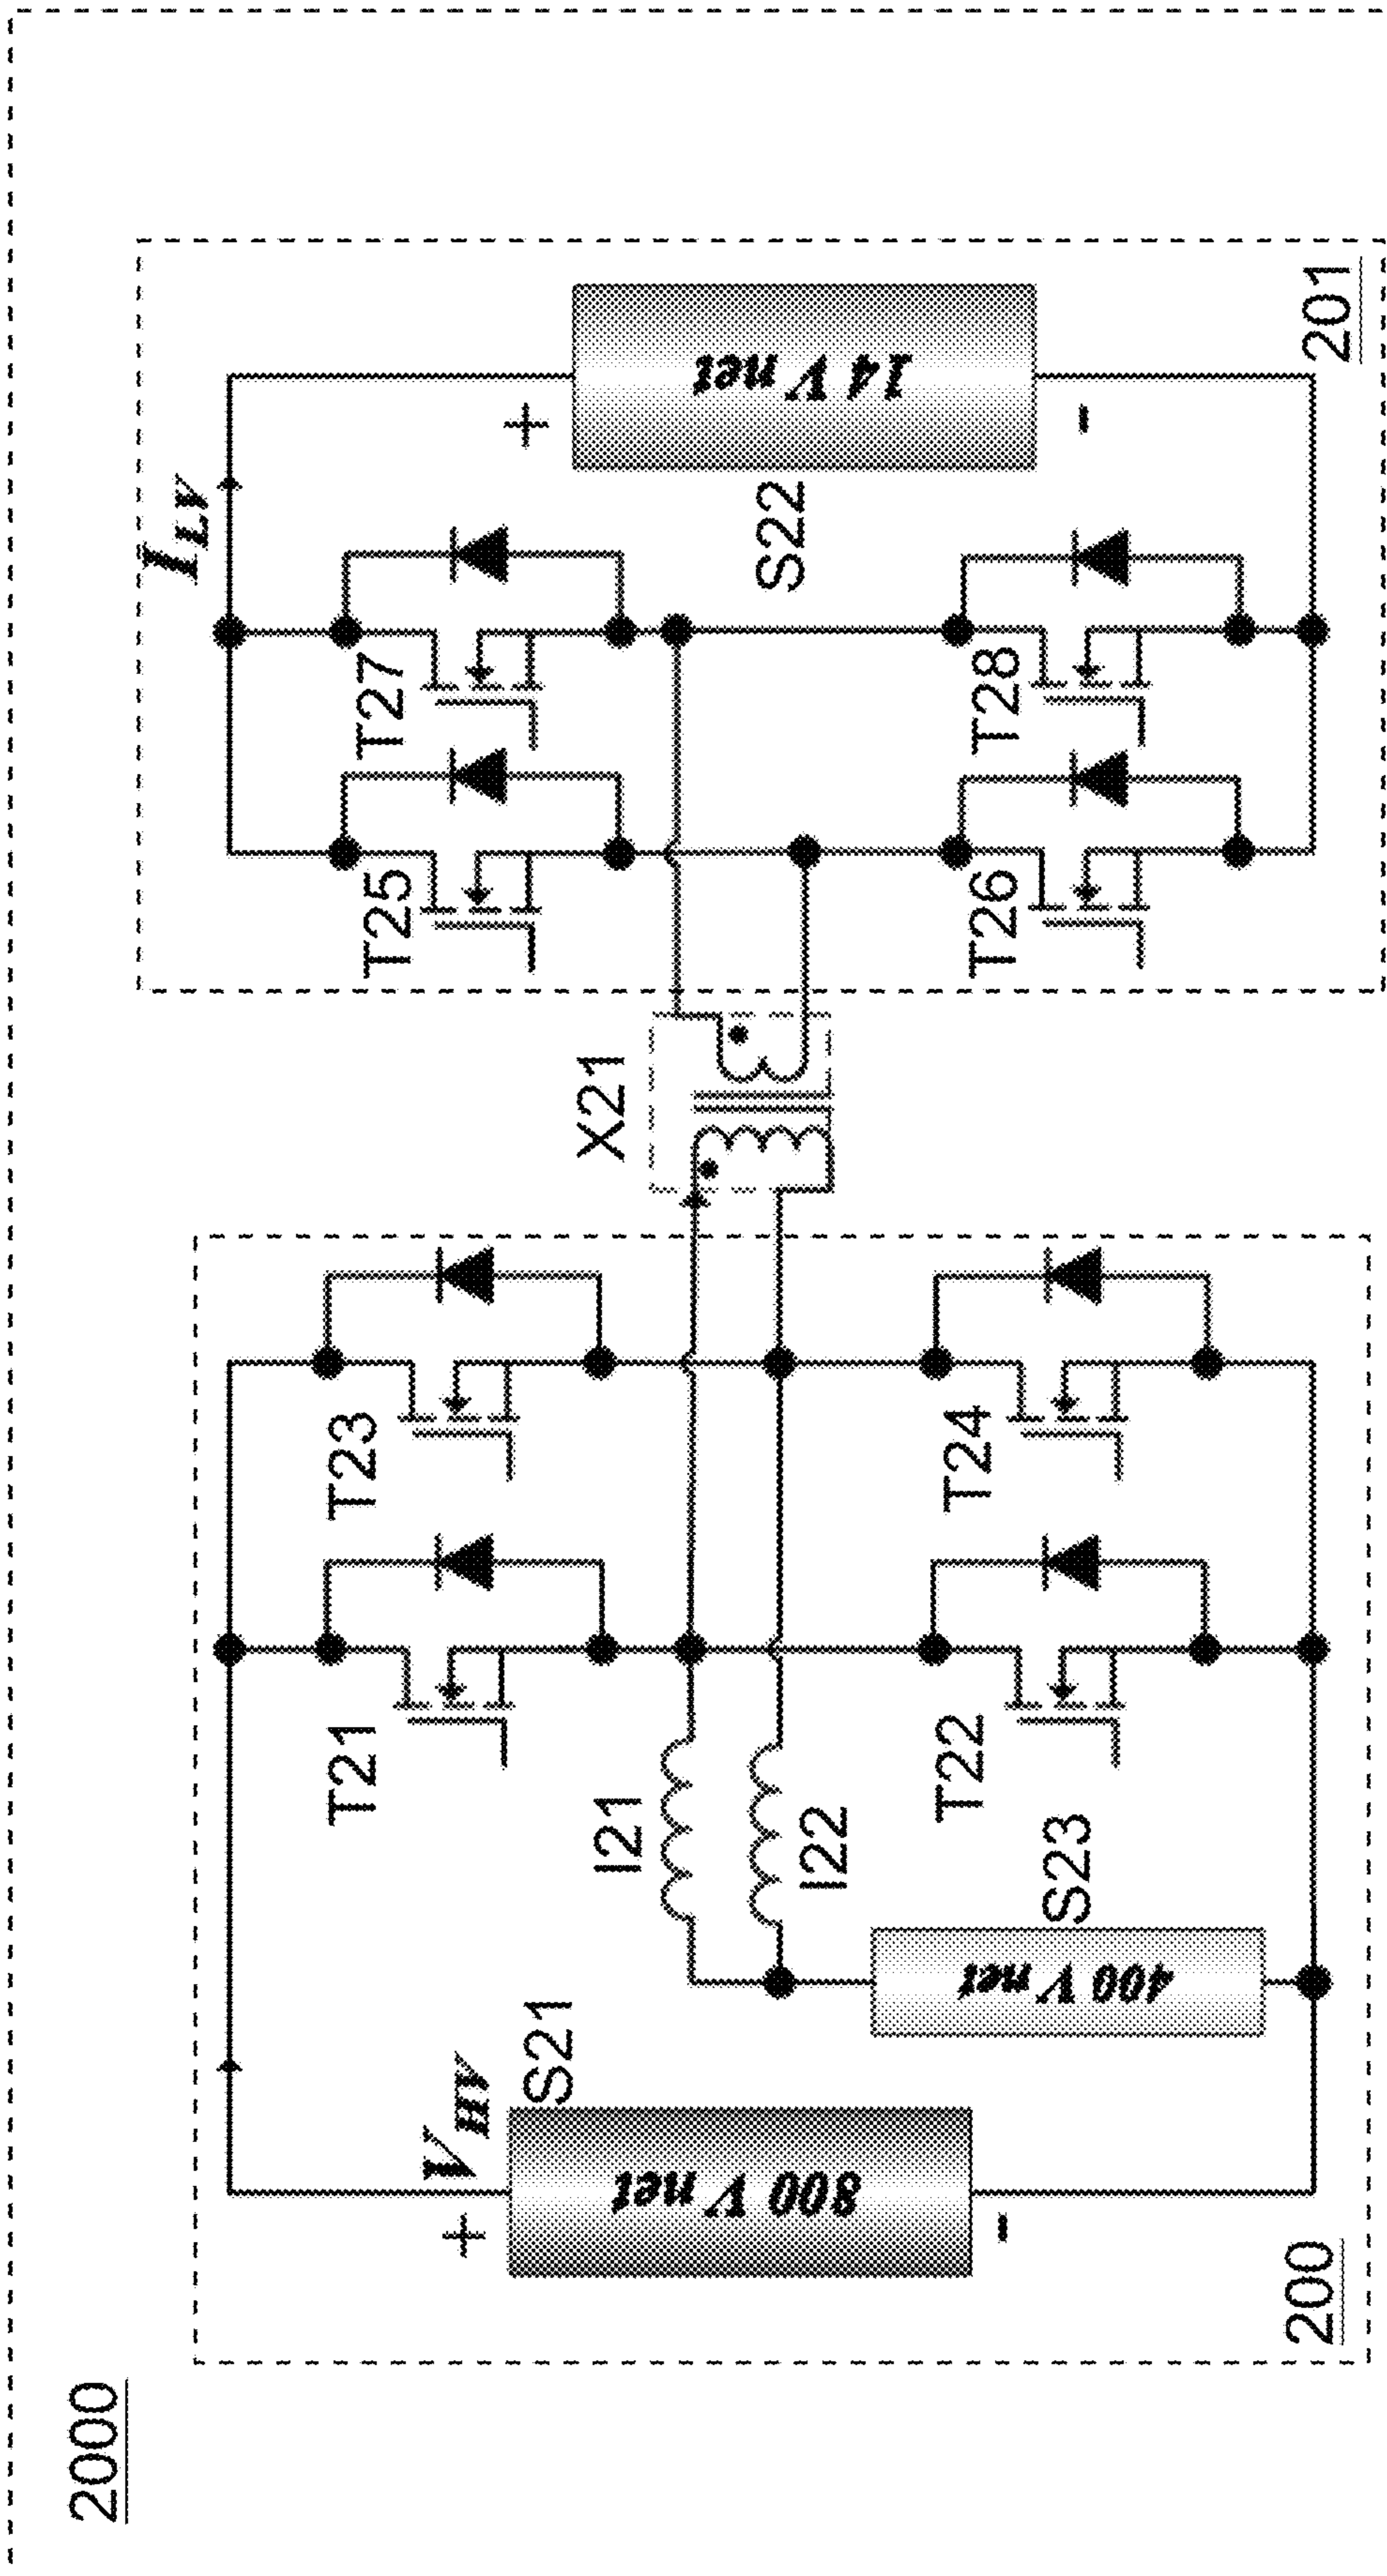 2000
200
V_HV
+
S21
800 V net
-
T21
T23
I21
I22
S23
400 V net
T22
T24
X21
201
I_LV
T25
T27
+
S22
14 V net
-
T26
T28